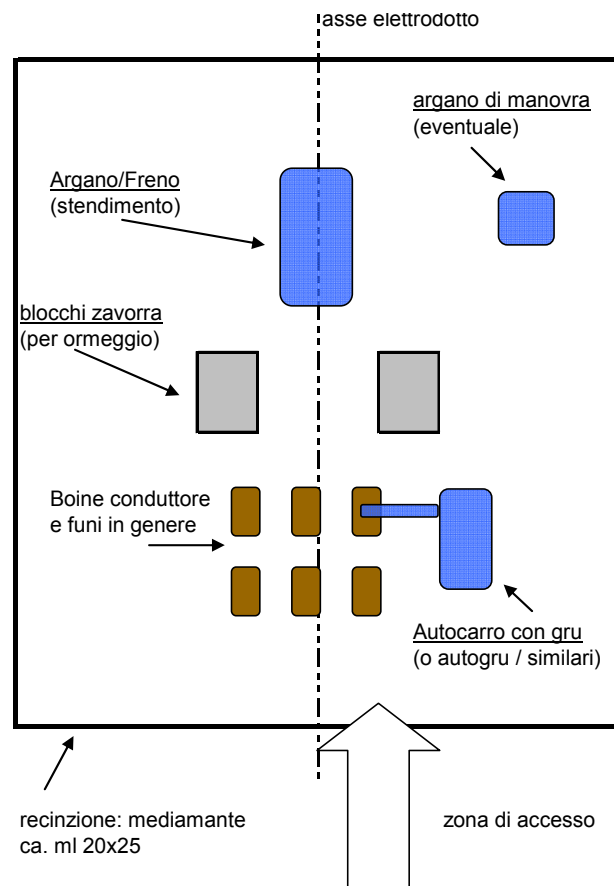 asse elettrodotto
argano di manovra
(eventuale)
Argano/Freno
(stendimento)
blocchi zavorra
(per ormeggio)
Boine conduttore
e funi in genere
Autocarro con gru
(o autogru / similari)
recinzione: mediamante
ca. ml 20x25
zona di accesso